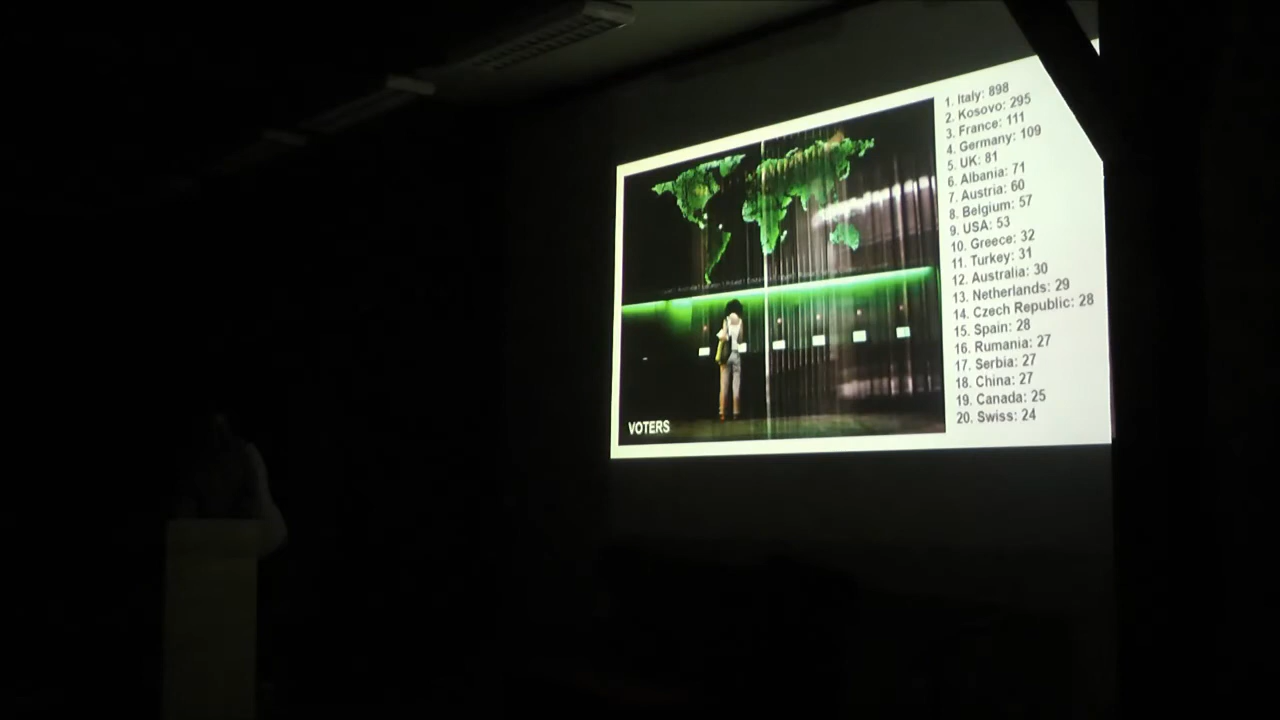 1. Italy: 898
2. Kosovo: 295
3. France: 111
4. Germany: 109
5. UK: 81
6. Albania: 71
7. Austria: 60
8. Belgium: 57
9. USA: 53
10. Greece: 32
11. Turkey: 31
12. Australia: 30
13. Netherlands: 29
14. Czech Republic: 28
15. Spain: 28
16. Rumania: 27
17. Serbia: 27
18. China: 27
19. Canada: 25
20. Swiss: 24
VOTERS